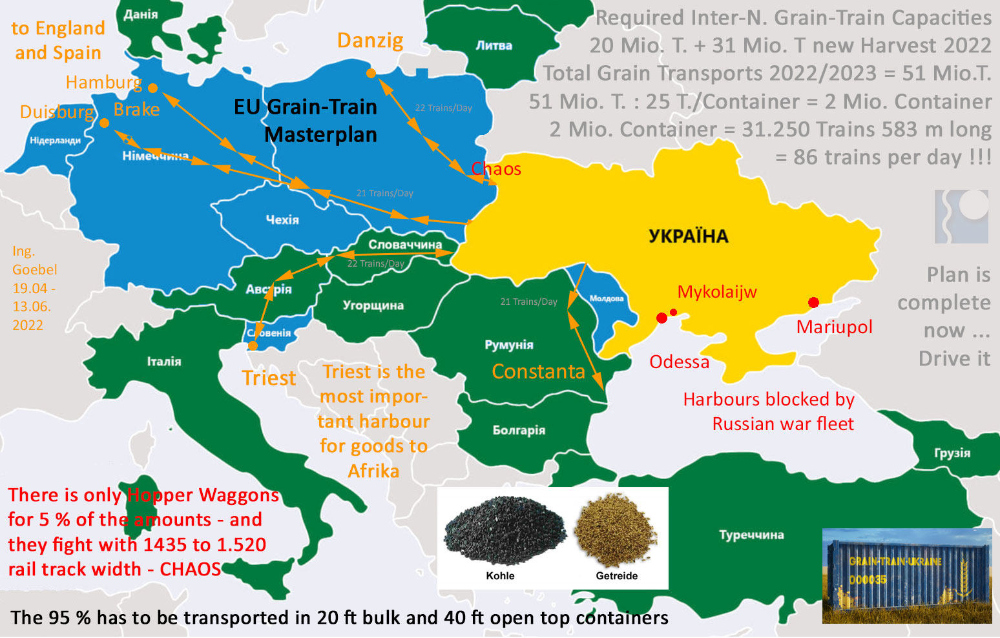 to England
and Spain
Данія
Danzig
Литва
Required Inter-N. Grain-Train Capacities
20 Mio. T. + 31 Mio. T new Harvest 2022
Total Grain Transports 2022/2023 = 51 Mio.T.
51 Mio. T. : 25 T./Container = 2 Mio. Container
2 Mio. Container = 31.250 Trains 583 m long
= 86 trains per day !!!
Hamburg
Brake
Duisburg
EU Grain-Train
Masterplan
22 Trains/Day
Нідерланди
Німеччина
Chaos
21 Trains/Day
Чехія
УКРАЇНА
Словаччина
22 Trains/Day
Ing.
Goebel
19.04 -
13.06.
2022
Plan is
complete
now ...
Drive it
Австрія
Угорщина
21 Trains/Day
Молдова
Mykolaijw
Mariupol
Odessa
Словенія
Румунія
Італія
Triest
Constanta
Triest is the
most impor-
tant harbour
for goods to
Afrika
Harbours blocked by
Russian war fleet
Болгарія
Грузія
There is only Hopper Waggons
for 5 % of the amounts - and
they fight with 1435 to 1.520
rail track width - CHAOS
Kohle
Getreide
Туреччина
GRAIN-TRAIN-UKRAINE
D00035
The 95 % has to be transported in 20 ft bulk and 40 ft open top containers